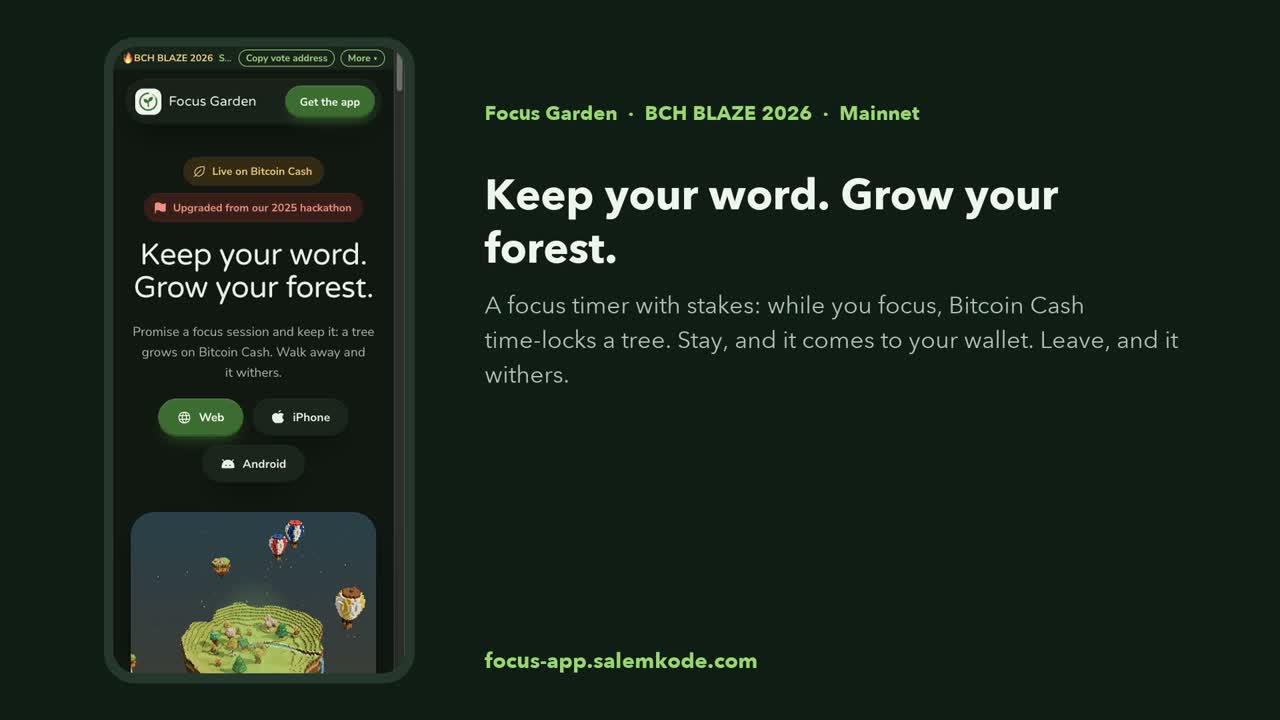 🔥BCH BLAZE 2026 S... Copy vote address More ▾
Focus Garden Get the app
Live on Bitcoin Cash
Upgraded from our 2025 hackathon
Keep your word.
Grow your forest.
Promise a focus session and keep it: a tree
grows on Bitcoin Cash. Walk away and
it withers.
Web iPhone
Android
Focus Garden · BCH BLAZE 2026 · Mainnet
Keep your word. Grow your
forest.
A focus timer with stakes: while you focus, Bitcoin Cash
time-locks a tree. Stay, and it comes to your wallet. Leave, and it
withers.
focus-app.salemkode.com